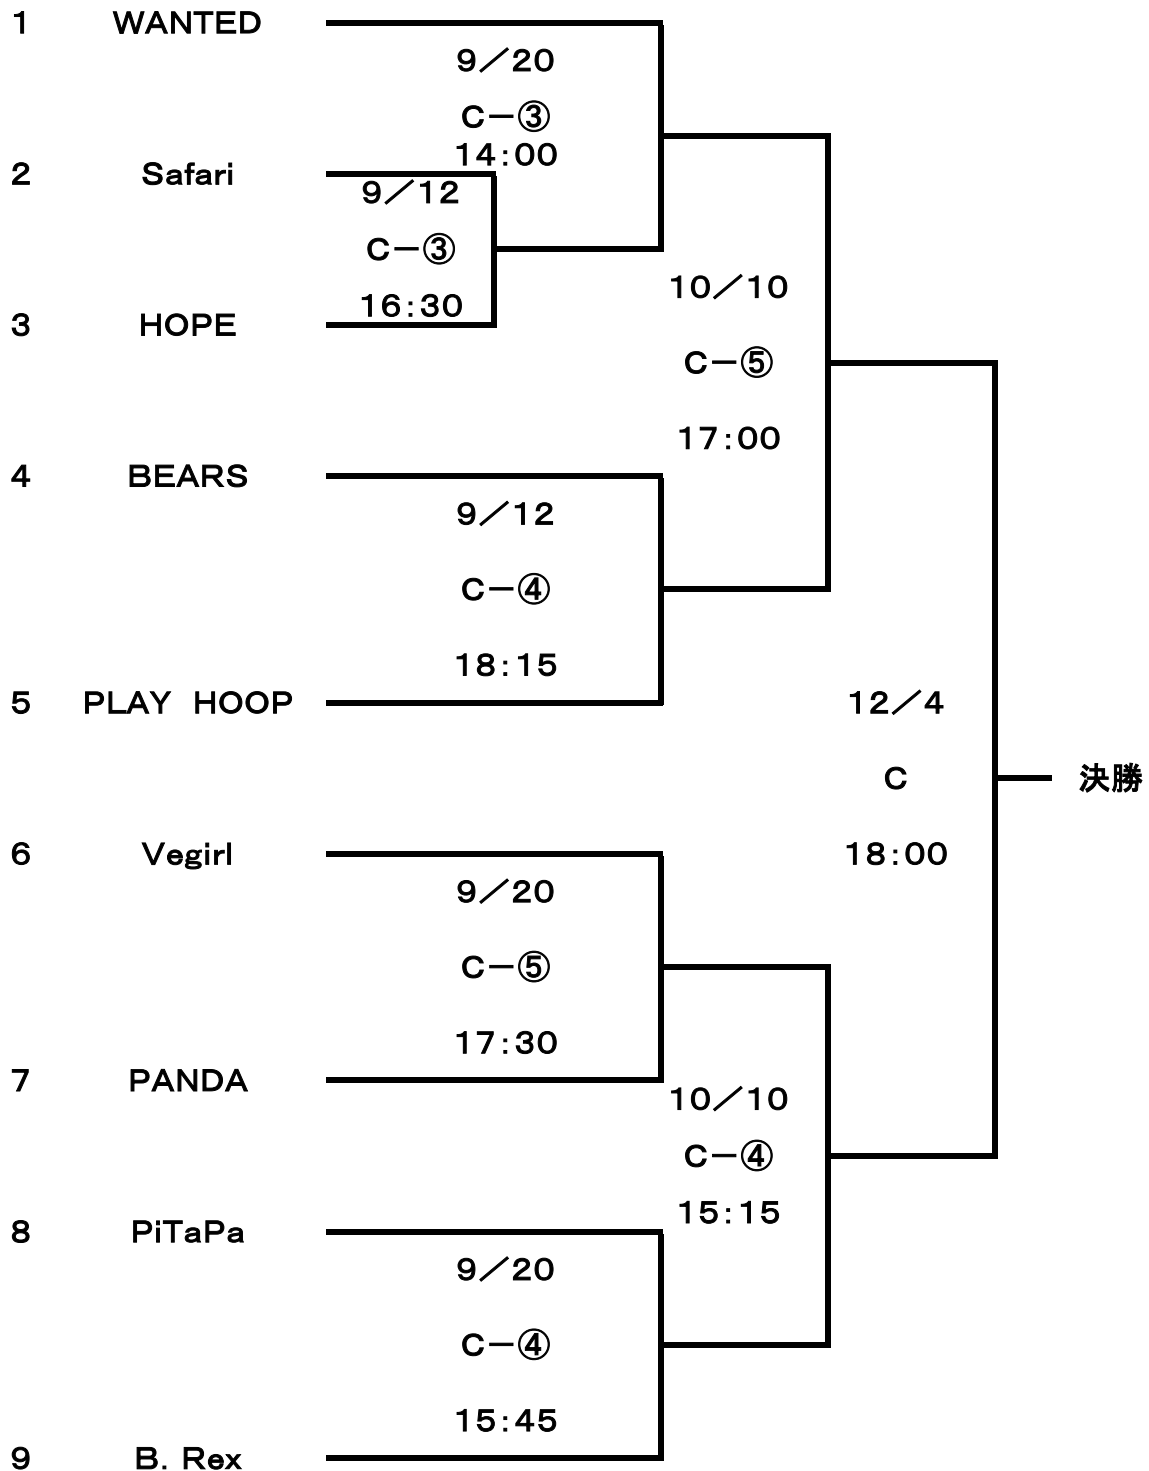 1 WANTED
9／20
C－③
14:00
2 Safari
9／12
C－③
16:30
3 HOPE
10／10
C－⑤
17:00
4 BEARS
9／12
C－④
18:15
5 PLAY HOOP
12／4
C
18:00
決勝
6 Vegirl
9／20
C－⑤
17:30
7 PANDA
10／10
C－④
15:15
8 PiTaPa
9／20
C－④
15:45
9 B. Rex